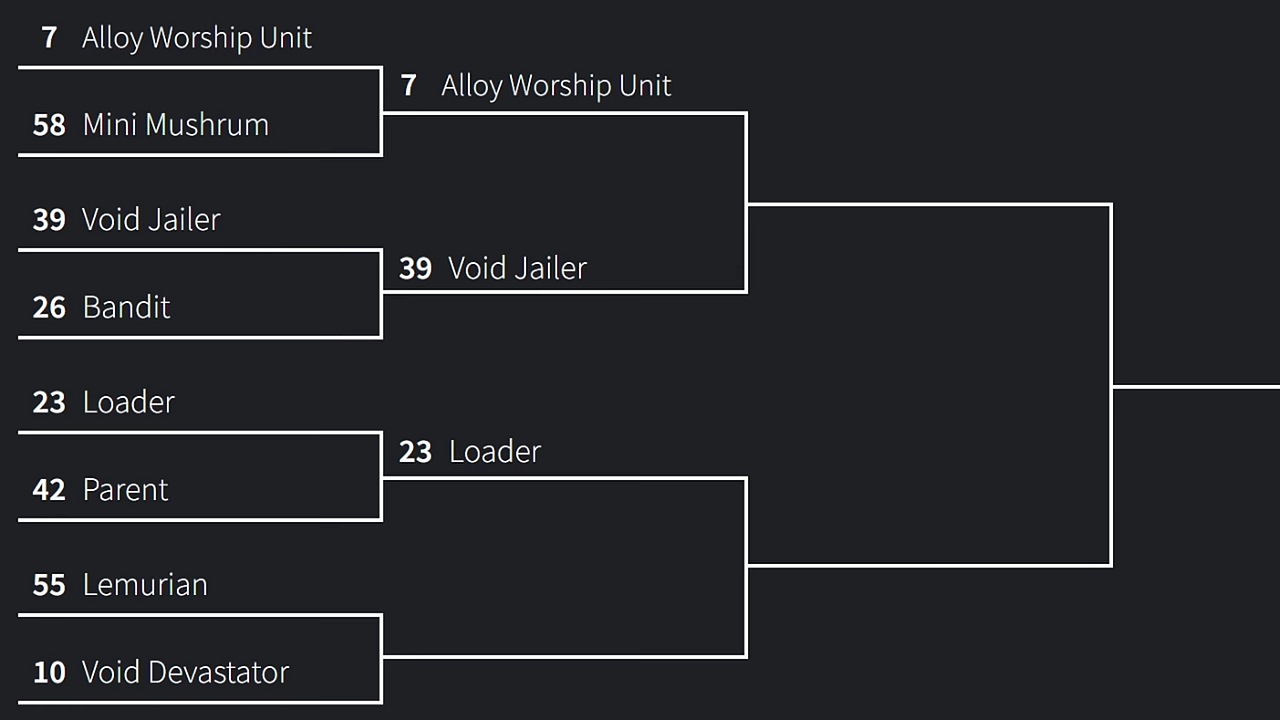 7 Alloy Worship Unit
7 Alloy Worship Unit
58 Mini Mushrum
39 Void Jailer
39 Void Jailer
26 Bandit
23 Loader
23 Loader
42 Parent
55 Lemurian
10 Void Devastator